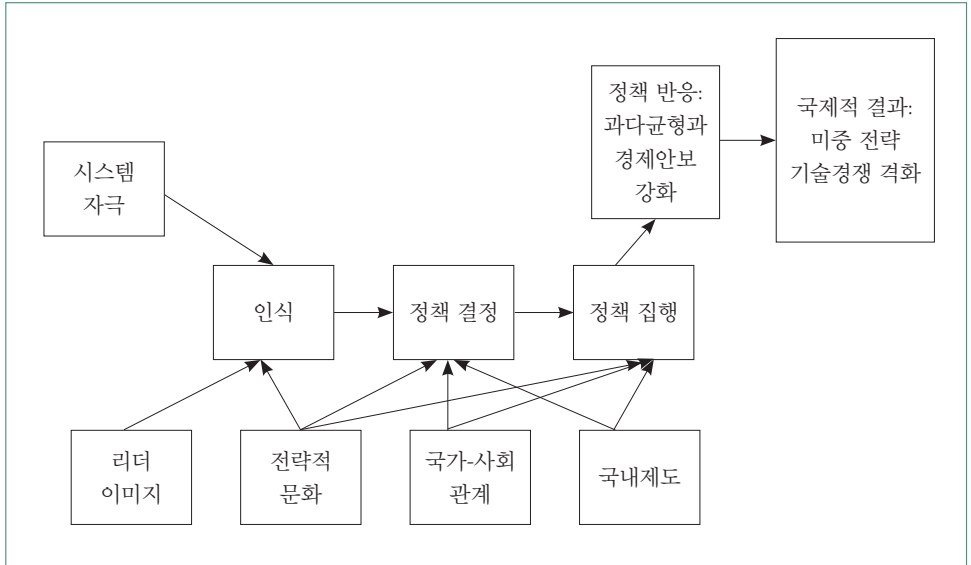 정책 반응:
과다균형과
경제안보
강화
국제적 결과:
미중 전략
기술경쟁 격화
시스템
자극
인식
정책 결정
정책 집행
리더
이미지
전략적
문화
국가-사회
관계
국내제도